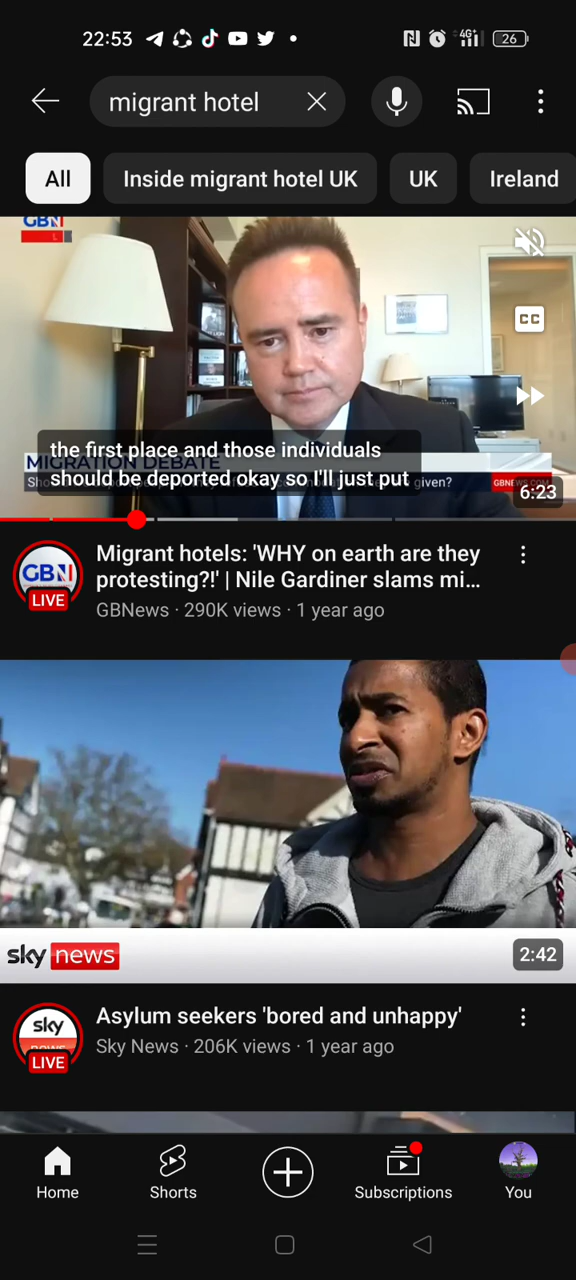 22:53
4G+
26
migrant hotel
All
Inside migrant hotel UK
UK
Ireland
GBN
CC
the first place and those individuals
MIGRATION DEBATE
should be deported okay so I'll just put
given?
GBNEWS.COM
6:23
GBN
LIVE
Migrant hotels: 'WHY on earth are they
protesting?!' | Nile Gardiner slams mi...
GBNews · 290K views · 1 year ago
sky news
2:42
sky
news
LIVE
Asylum seekers 'bored and unhappy'
Sky News · 206K views · 1 year ago
Home
Shorts
Subscriptions
You